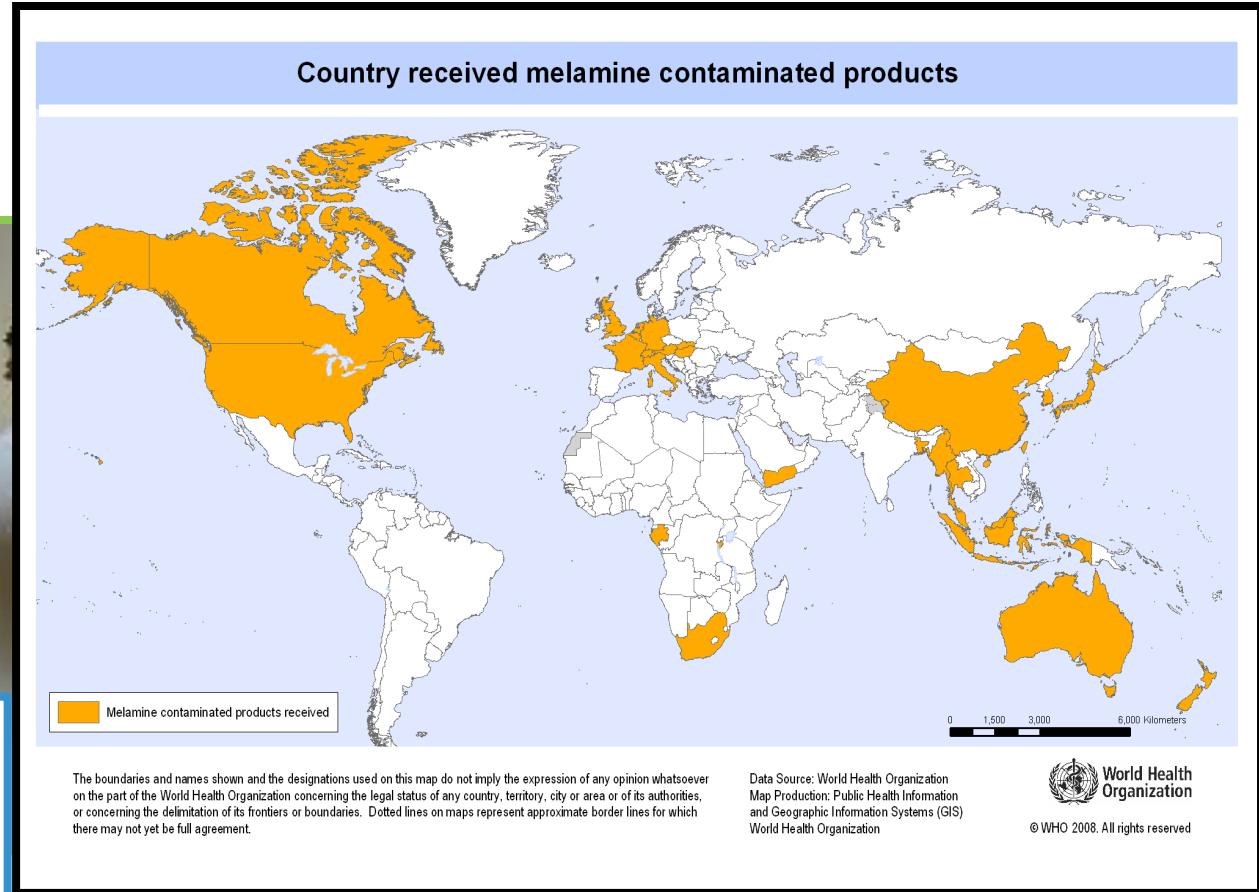 Country received melamine contaminated products
Melamine contaminated products received
0 1,500 3,000 6,000 Kilometers
The boundaries and names shown and the designations used on this map do not imply the expression of any opinion whatsoever
on the part of the World Health Organization concerning the legal status of any country, territory, city or area or of its authorities,
or concerning the delimitation of its frontiers or boundaries. Dotted lines on maps represent approximate border lines for which
there may not yet be full agreement.
Data Source: World Health Organization
Map Production: Public Health Information
and Geographic Information Systems (GIS)
World Health Organization
World Health
Organization
© WHO 2008. All rights reserved